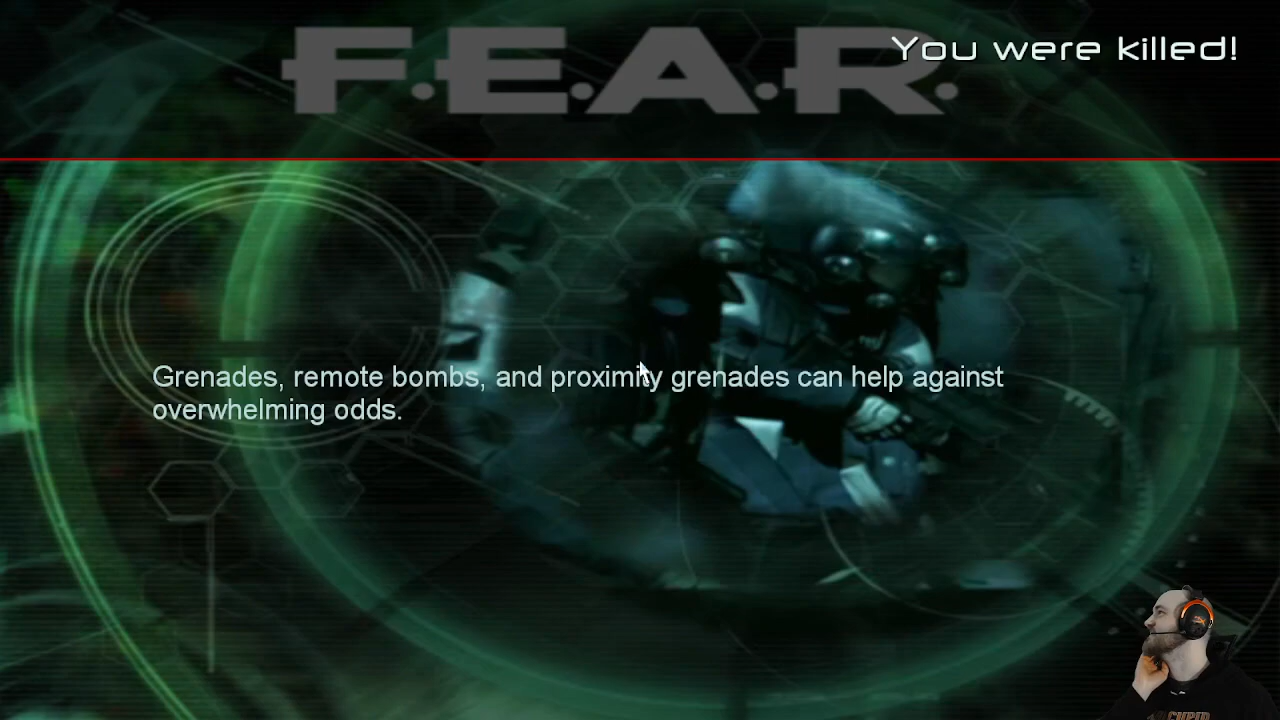 F.E.A.R.
You were killed!
Grenades, remote bombs, and proximity grenades can help against
overwhelming odds.